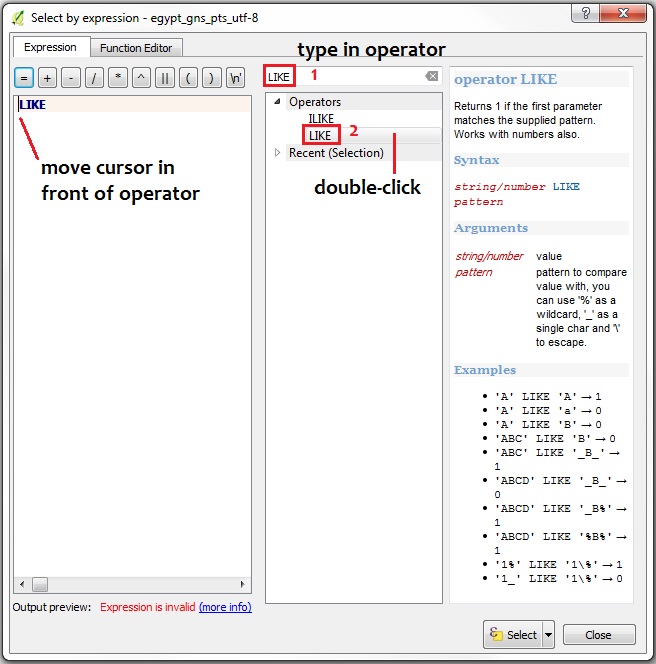 Select by expression - egypt_gns_pts_utf-8
Expression
Function Editor
type in operator
= + - / * ^ || ( ) \n'
LIKE
1
LIKE
move cursor in
front of operator
Operators
ILIKE
LIKE
2
Recent (Selection)
double-click
operator LIKE
Returns 1 if the first parameter
matches the supplied pattern.
Works with numbers also.
Syntax
string/number LIKE
pattern
Arguments
string/number value
pattern pattern to compare
value with, you
can use '%' as a
wildcard, '_' as a
single char and '\'
to escape.
Examples
• 'A' LIKE 'A' → 1
• 'A' LIKE 'a' → 0
• 'A' LIKE 'B' → 0
• 'ABC' LIKE 'B' → 0
• 'ABC' LIKE '_B_' →
1
• 'ABCD' LIKE '_B_' →
0
• 'ABCD' LIKE '_B%' →
1
• 'ABCD' LIKE '%B%' →
1
• '1%' LIKE '1\%' → 1
• '1_' LIKE '1\%' → 0
Output preview: Expression is invalid (more info)
Select
Close